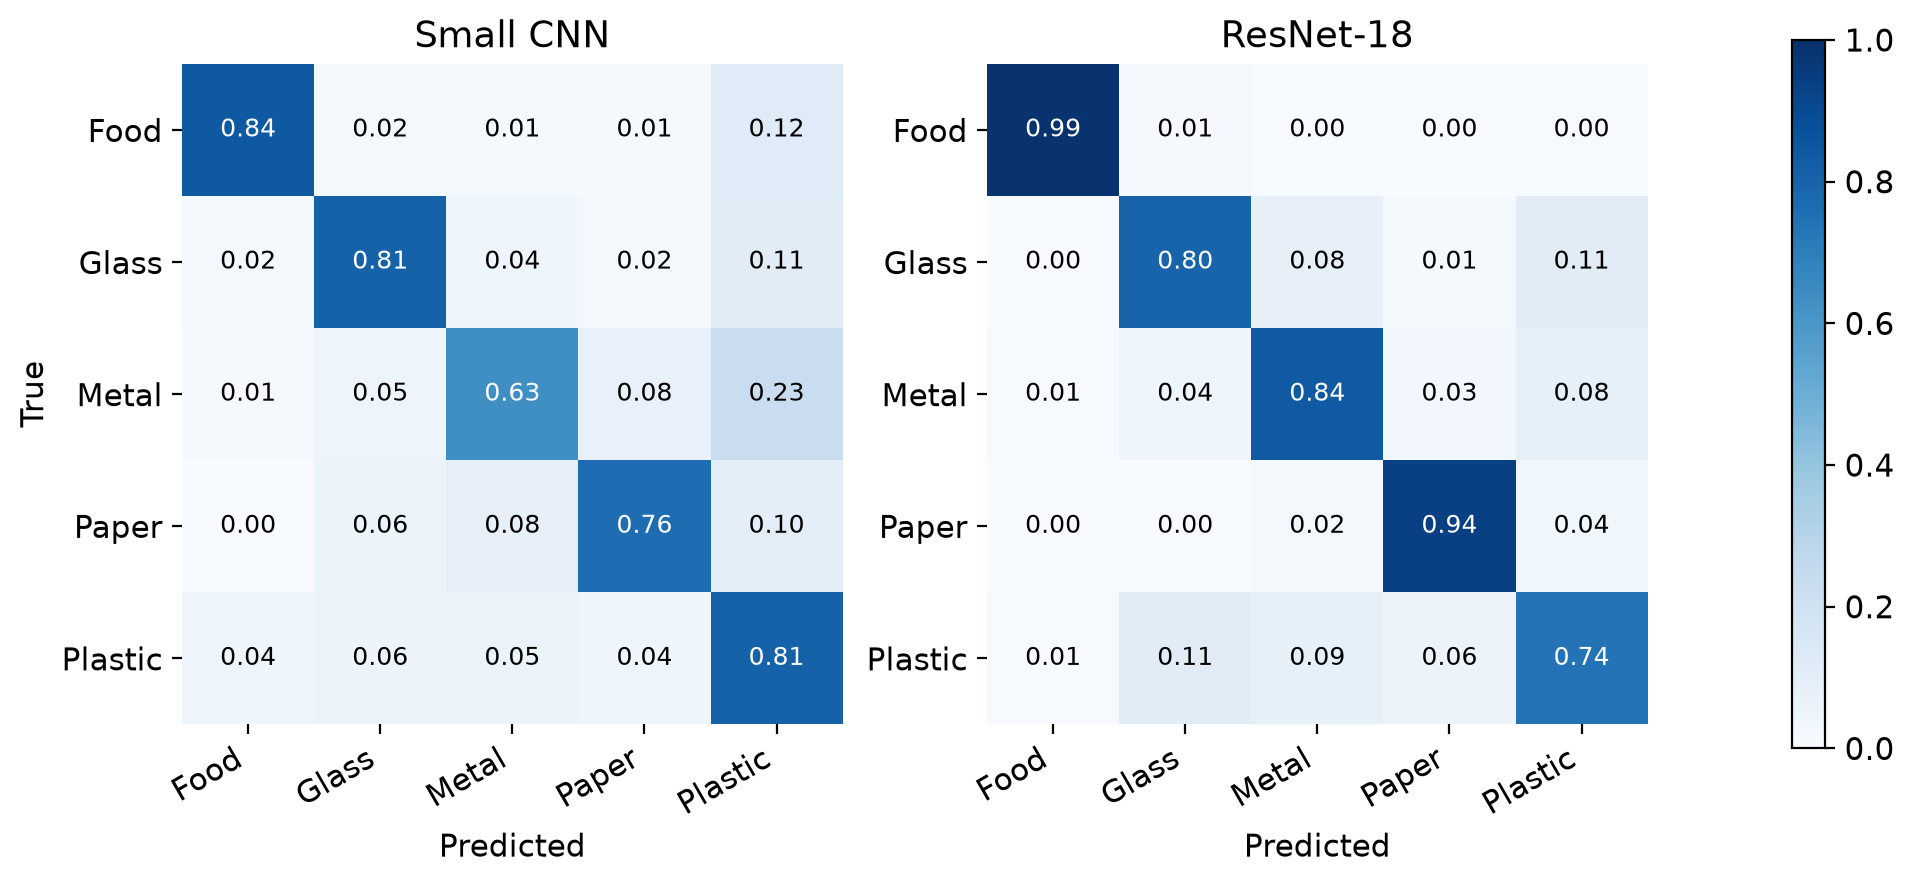 Small CNN
ResNet-18
True
Food 0.84 0.02 0.01 0.01 0.12
Glass 0.02 0.81 0.04 0.02 0.11
Metal 0.01 0.05 0.63 0.08 0.23
Paper 0.00 0.06 0.08 0.76 0.10
Plastic 0.04 0.06 0.05 0.04 0.81
Food Glass Metal Paper Plastic
Predicted
Food 0.99 0.01 0.00 0.00 0.00
Glass 0.00 0.80 0.08 0.01 0.11
Metal 0.01 0.04 0.84 0.03 0.08
Paper 0.00 0.00 0.02 0.94 0.04
Plastic 0.01 0.11 0.09 0.06 0.74
Food Glass Metal Paper Plastic
Predicted
1.0
0.8
0.6
0.4
0.2
0.0